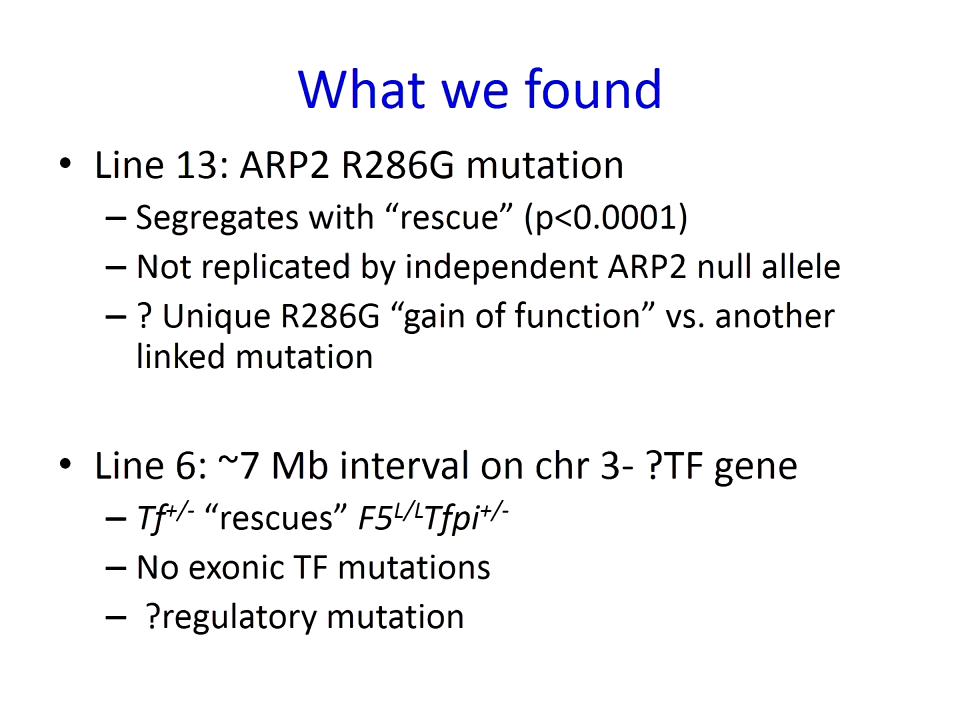 What we found
• Line 13: ARP2 R286G mutation
– Segregates with “rescue” (p<0.0001)
– Not replicated by independent ARP2 null allele
– ? Unique R286G “gain of function” vs. another
linked mutation
• Line 6: ~7 Mb interval on chr 3- ?TF gene
– Tf+/- “rescues” F5L/LTfpi+/-
– No exonic TF mutations
– ?regulatory mutation